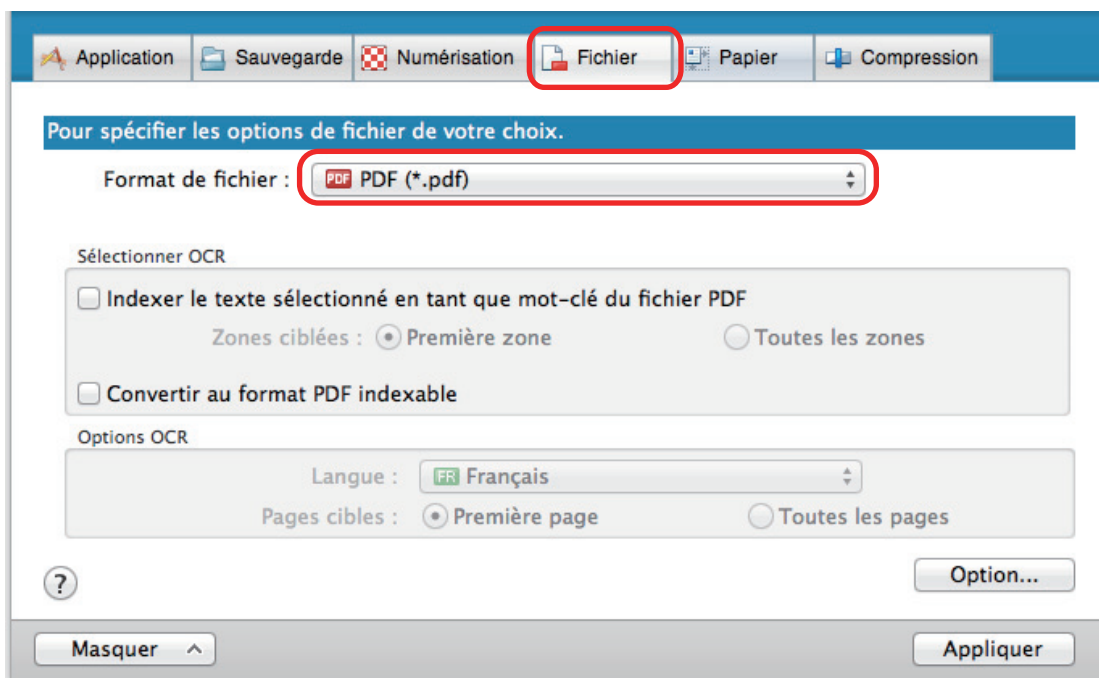 Application Sauvegarde Numérisation Fichier Papier Compression
Pour spécifier les options de fichier de votre choix.
Format de fichier : PDF PDF (*.pdf)
Sélectionner OCR
Indexer le texte sélectionné en tant que mot-clé du fichier PDF
Zones ciblées : Première zone Toutes les zones
Convertir au format PDF indexable
Options OCR
Langue : FR Français
Pages cibles : Première page Toutes les pages
? Option...
Masquer Appliquer